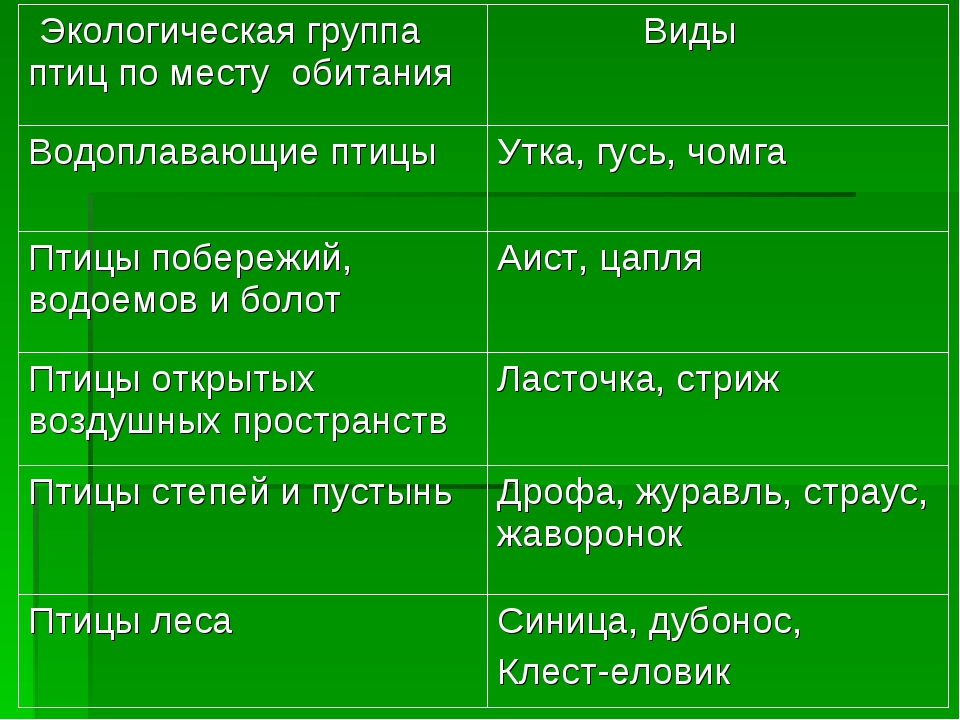 Экологическая группа
птиц по месту обитания
Виды
Водоплавающие птицы
Утка, гусь, чомга
Птицы побережий,
водоемов и болот
Аист, цапля
Птицы открытых
воздушных пространств
Ласточка, стриж
Птицы степей и пустынь
Дрофа, журавль, страус,
жаворонок
Птицы леса
Синица, дубонос,
Клест-еловик